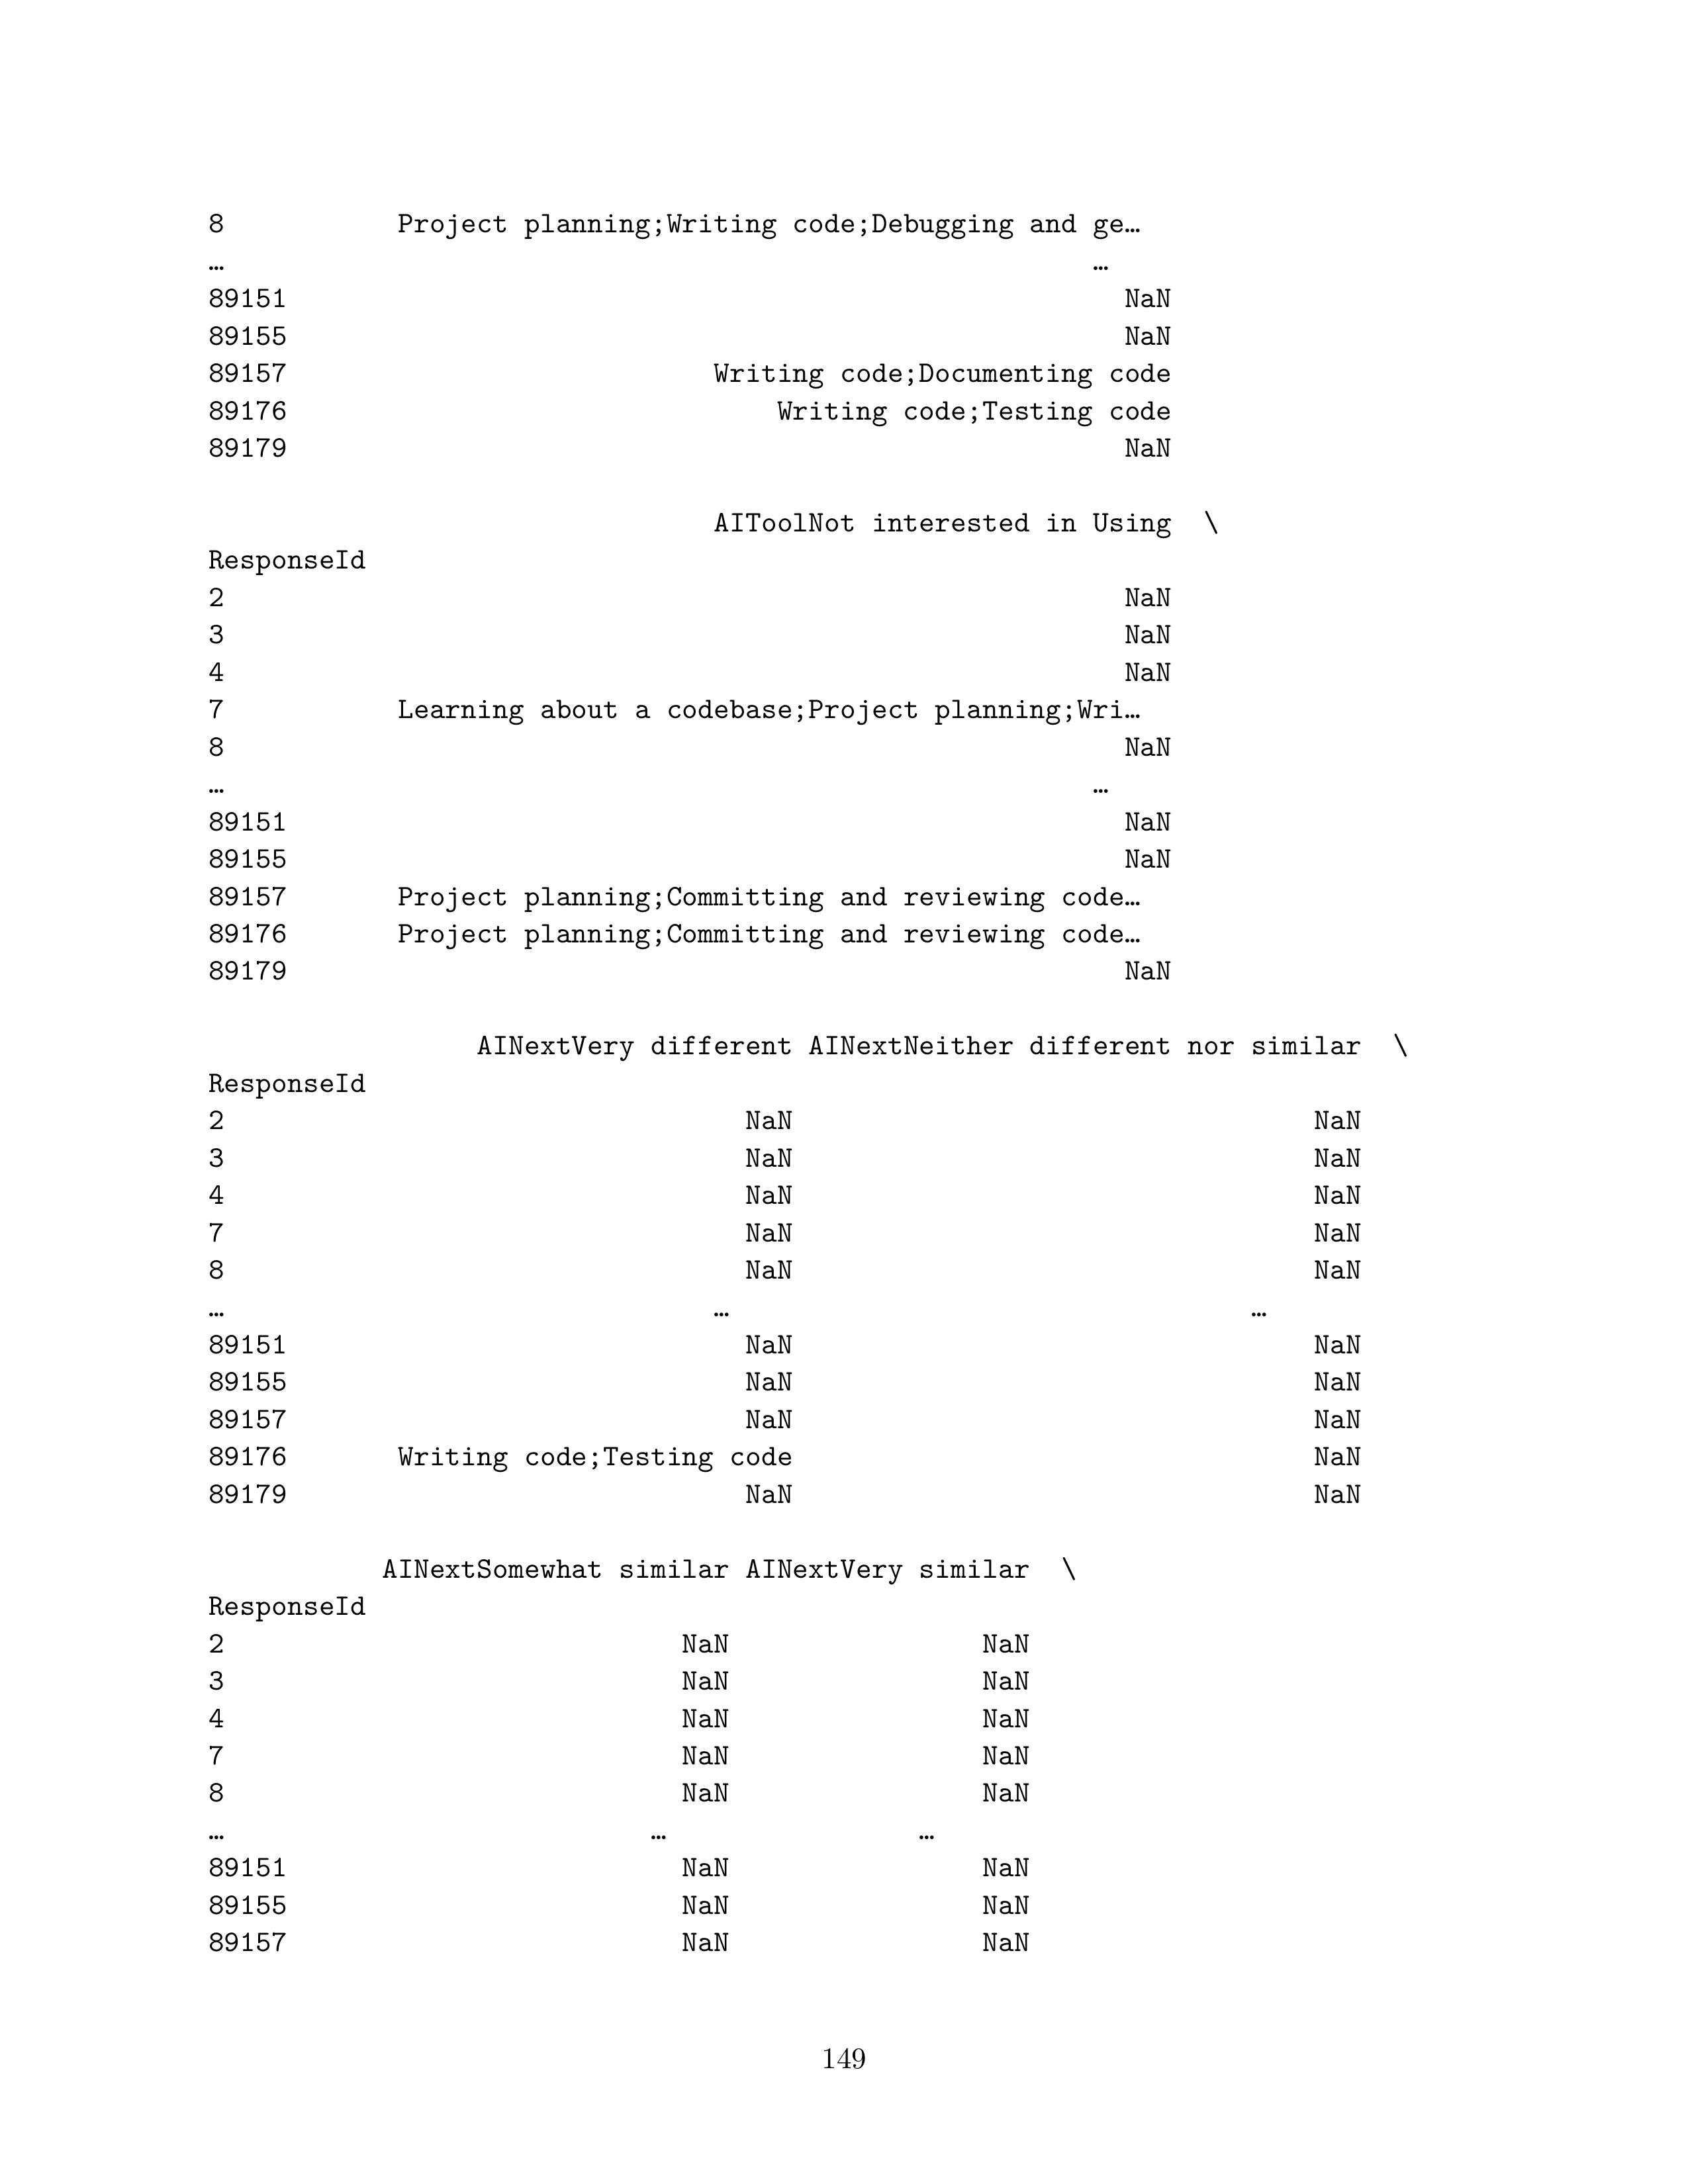 8 Project planning;Writing code;Debugging and ge…
… …
89151 NaN
89155 NaN
89157 Writing code;Documenting code
89176 Writing code;Testing code
89179 NaN
AIToolNot interested in Using \
ResponseId
2 NaN
3 NaN
4 NaN
7 Learning about a codebase;Project planning;Wri…
8 NaN
… …
89151 NaN
89155 NaN
89157 Project planning;Committing and reviewing code…
89176 Project planning;Committing and reviewing code…
89179 NaN
AINextVery different AINextNeither different nor similar \
ResponseId
2 NaN NaN
3 NaN NaN
4 NaN NaN
7 NaN NaN
8 NaN NaN
… … …
89151 NaN NaN
89155 NaN NaN
89157 NaN NaN
89176 Writing code;Testing code NaN
89179 NaN NaN
AINextSomewhat similar AINextVery similar \
ResponseId
2 NaN NaN
3 NaN NaN
4 NaN NaN
7 NaN NaN
8 NaN NaN
… … …
89151 NaN NaN
89155 NaN NaN
89157 NaN NaN
149